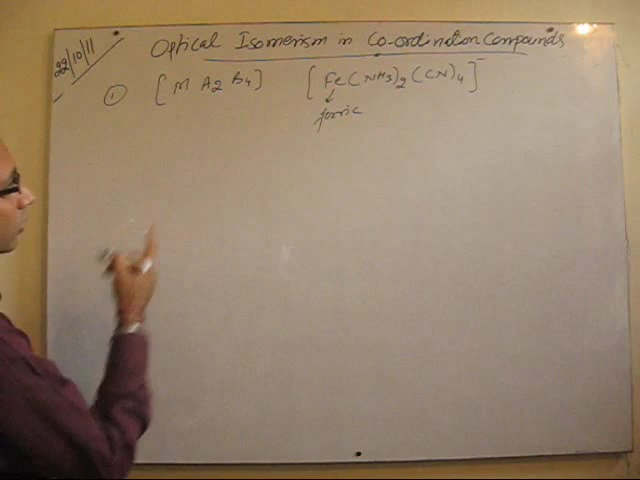 22/10/11
Optical Isomerism in Co-ordination Compounds
① [M A2 B4] [Fe(NH3)2(CN)4]⁻
ferric